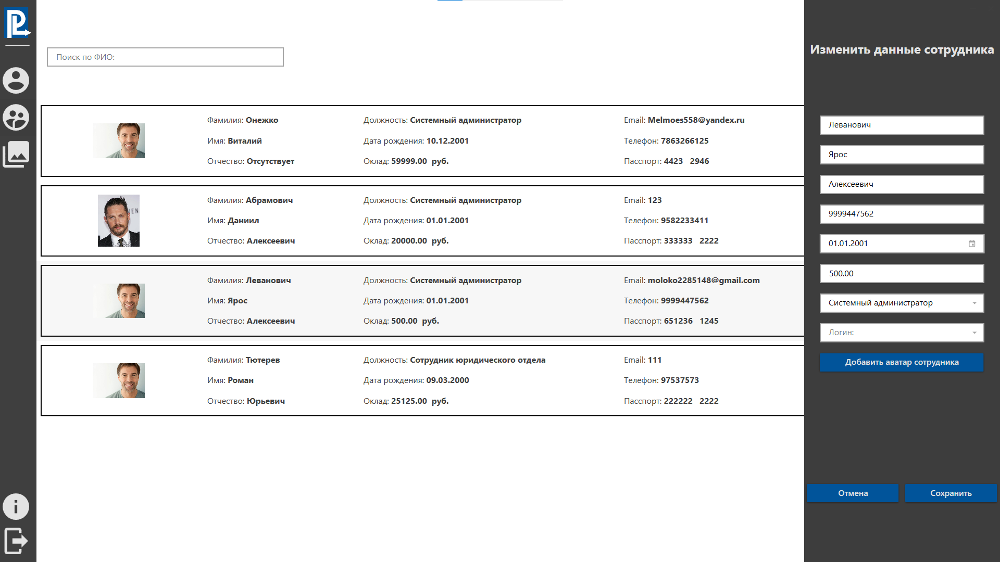 Изменить данные сотрудника
Поиск по ФИО:
Фамилия: Онежко
Имя: Виталий
Отчество: Отсутствует
Должность: Системный администратор
Дата рождения: 10.12.2001
Оклад: 59999.00 руб.
Email: Melmoes558@yandex.ru
Телефон: 7863266125
Паспорт: 4423 2946
Фамилия: Абрамович
Имя: Даниил
Отчество: Алексеевич
Должность: Системный администратор
Дата рождения: 01.01.2001
Оклад: 20000.00 руб.
Email: 123
Телефон: 9582233411
Паспорт: 333333 2222
Фамилия: Леванович
Имя: Ярос
Отчество: Алексеевич
Должность: Системный администратор
Дата рождения: 01.01.2001
Оклад: 500.00 руб.
Email: moloko2285148@gmail.com
Телефон: 9999447562
Паспорт: 651236 1245
Фамилия: Тютерев
Имя: Роман
Отчество: Юрьевич
Должность: Сотрудник юридического отдела
Дата рождения: 09.03.2000
Оклад: 25125.00 руб.
Email: 111
Телефон: 97537573
Паспорт: 222222 2222
Леванович
Ярос
Алексеевич
9999447562
01.01.2001
500.00
Системный администратор
Логин:
Добавить аватар сотрудника
Отмена
Сохранить